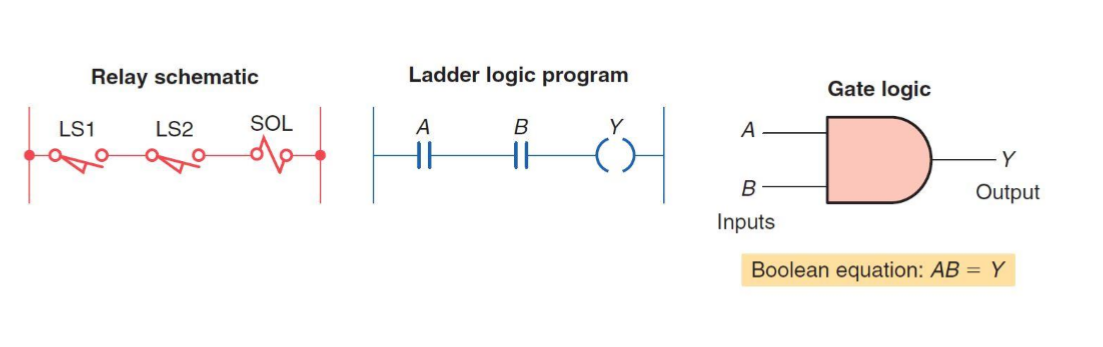 Relay schematic
LS1 LS2 SOL
Ladder logic program
A B Y
Gate logic
A
B
Inputs
Y
Output
Boolean equation: AB = Y